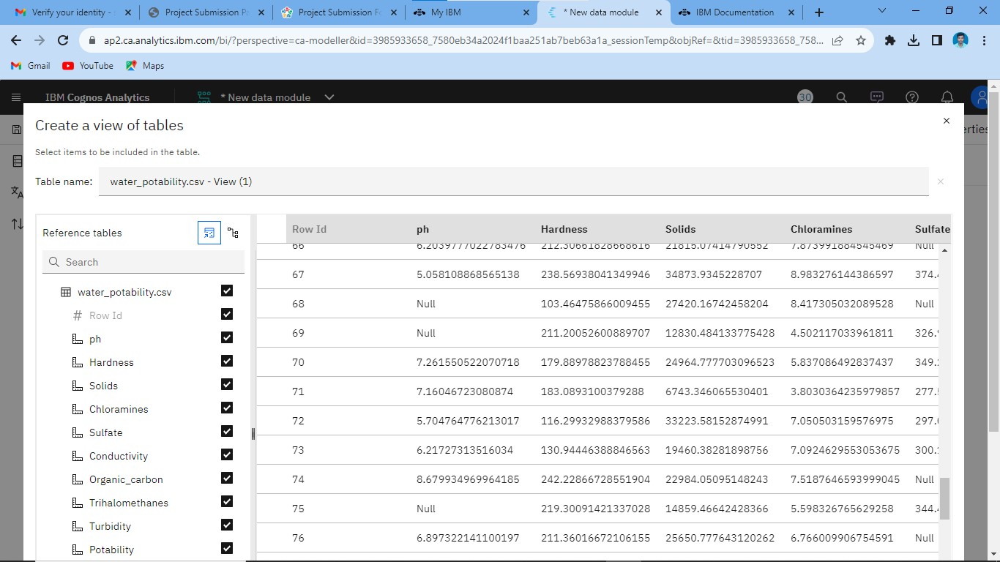 Verify your identity -
Project Submission Pa
Project Submission Fo
My IBM
* New data module
IBM Documentation
ap2.ca.analytics.ibm.com/bi/?perspective=ca-modeller&id=3985933658_7580eb34a2024f1baa251ab7beb63a1a_sessionTemp&objRef=&tid=3985933658_758...
Gmail
YouTube
Maps
IBM Cognos Analytics
* New data module
30
erties
Create a view of tables
Select items to be included in the table.
Table name: water_potability.csv - View (1)
Reference tables
Search
water_potability.csv
# Row Id
ph
Hardness
Solids
Chloramines
Sulfate
Conductivity
Organic_carbon
Trihalomethanes
Turbidity
Potability
Row Id ph Hardness Solids Chloramines Sulfate
66 6.2039777022783476 212.30661828668616 21815.07414790552 7.873991884545469 Null
67 5.058108868565138 238.56938041349946 34873.9345228707 8.983276144386597 374.4
68 Null 103.46475866009455 27420.16742458204 8.417305032089528 Null
69 Null 211.20052600889707 12830.484133775428 4.502117033961811 326.9
70 7.261550522070718 179.88978823788455 24964.777703096523 5.837086492837437 349.2
71 7.16046723080874 183.0893100379288 6743.346065530401 3.8030364235979857 277.5
72 5.704764776213017 116.29932988379586 33223.58152874991 7.050503159576975 297.0
73 6.21727313516034 130.94446388846563 19460.38281898756 7.0924629553053675 300.1
74 8.679934969964185 242.22866728551904 22984.05095148243 7.5187646593999045 Null
75 Null 219.30091421337028 14859.46642428366 5.598326765629258 344.4
76 6.897322141100197 211.36016672106155 25650.777643120262 6.766009906754591 Null